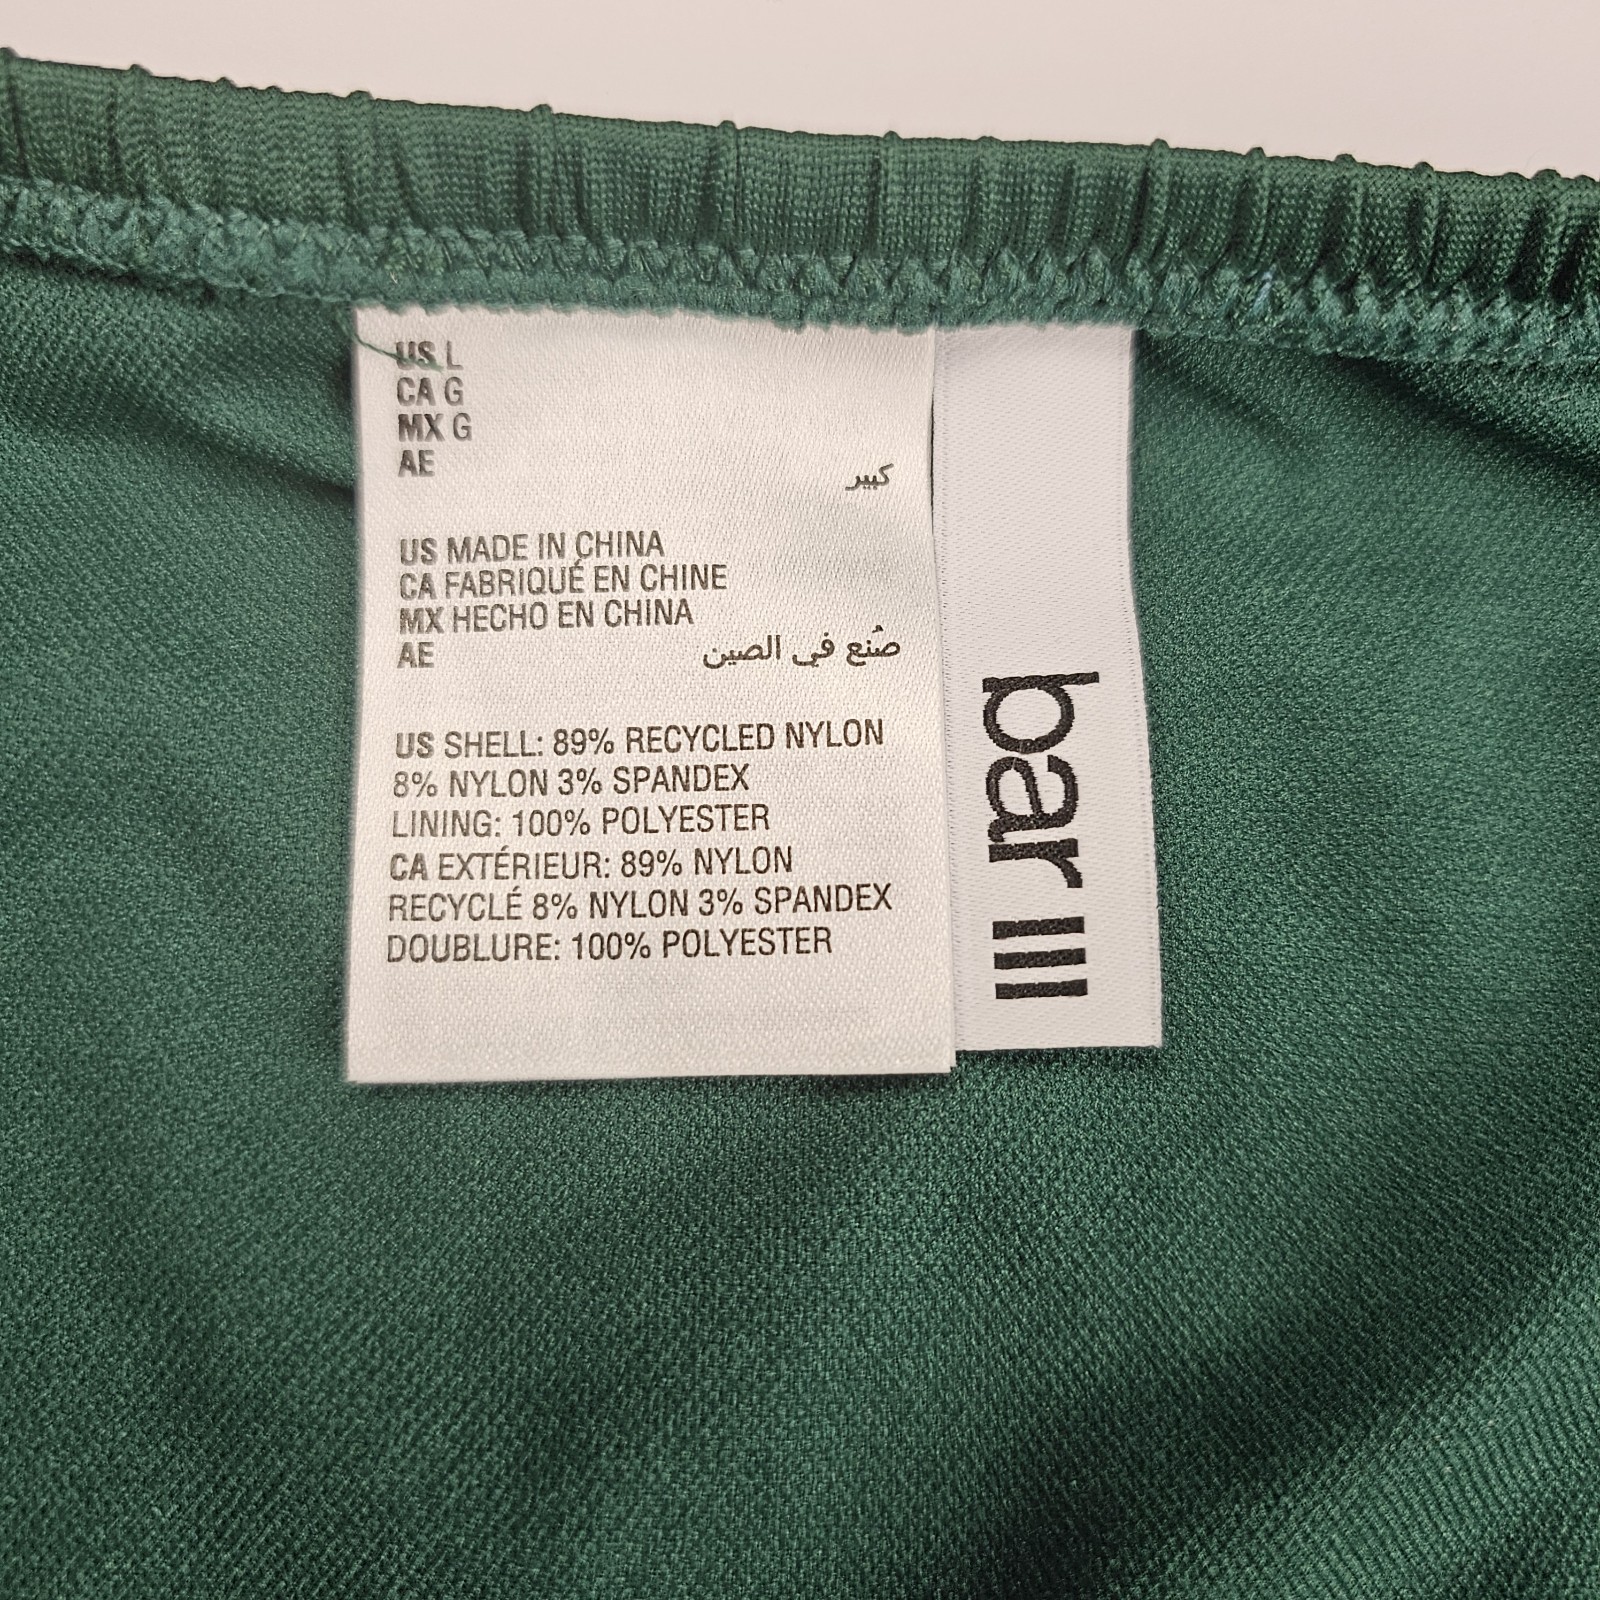 US L
CA G
MX G
AE
كبير
US MADE IN CHINA
CA FABRIQUÉ EN CHINE
MX HECHO EN CHINA
AE صُنع في الصين
US SHELL: 89% RECYCLED NYLON
8% NYLON 3% SPANDEX
LINING: 100% POLYESTER
CA EXTÉRIEUR: 89% NYLON
RECYCLÉ 8% NYLON 3% SPANDEX
DOUBLURE: 100% POLYESTER
bar III